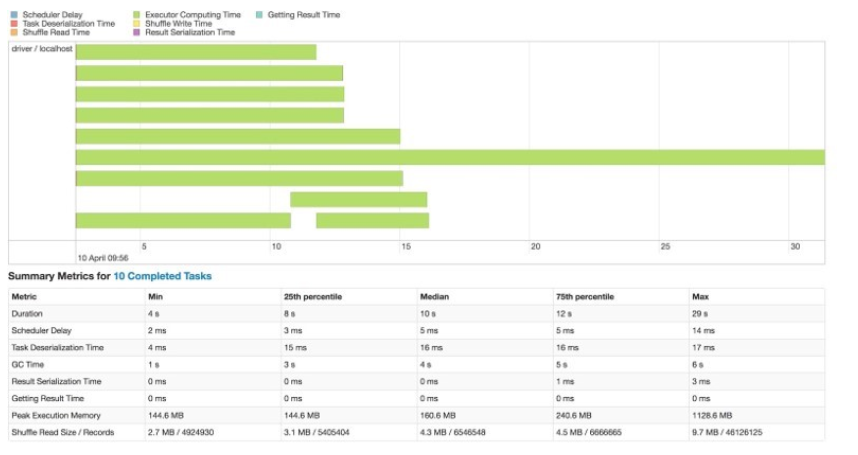 Scheduler Delay Executor Computing Time Getting Result Time
Task Deserialization Time Shuffle Write Time
Shuffle Read Time Result Serialization Time
driver / localhost
5 10 15 20 25 30
10 April 09:56
Summary Metrics for 10 Completed Tasks
Metric Min 25th percentile Median 75th percentile Max
Duration 4 s 8 s 10 s 12 s 29 s
Scheduler Delay 2 ms 3 ms 5 ms 5 ms 14 ms
Task Deserialization Time 4 ms 15 ms 16 ms 16 ms 17 ms
GC Time 1 s 3 s 4 s 5 s 6 s
Result Serialization Time 0 ms 0 ms 0 ms 1 ms 3 ms
Getting Result Time 0 ms 0 ms 0 ms 0 ms 0 ms
Peak Execution Memory 144.6 MB 144.6 MB 160.6 MB 240.6 MB 1128.6 MB
Shuffle Read Size / Records 2.7 MB / 4924930 3.1 MB / 5405404 4.3 MB / 6546548 4.5 MB / 6666665 9.7 MB / 46126125